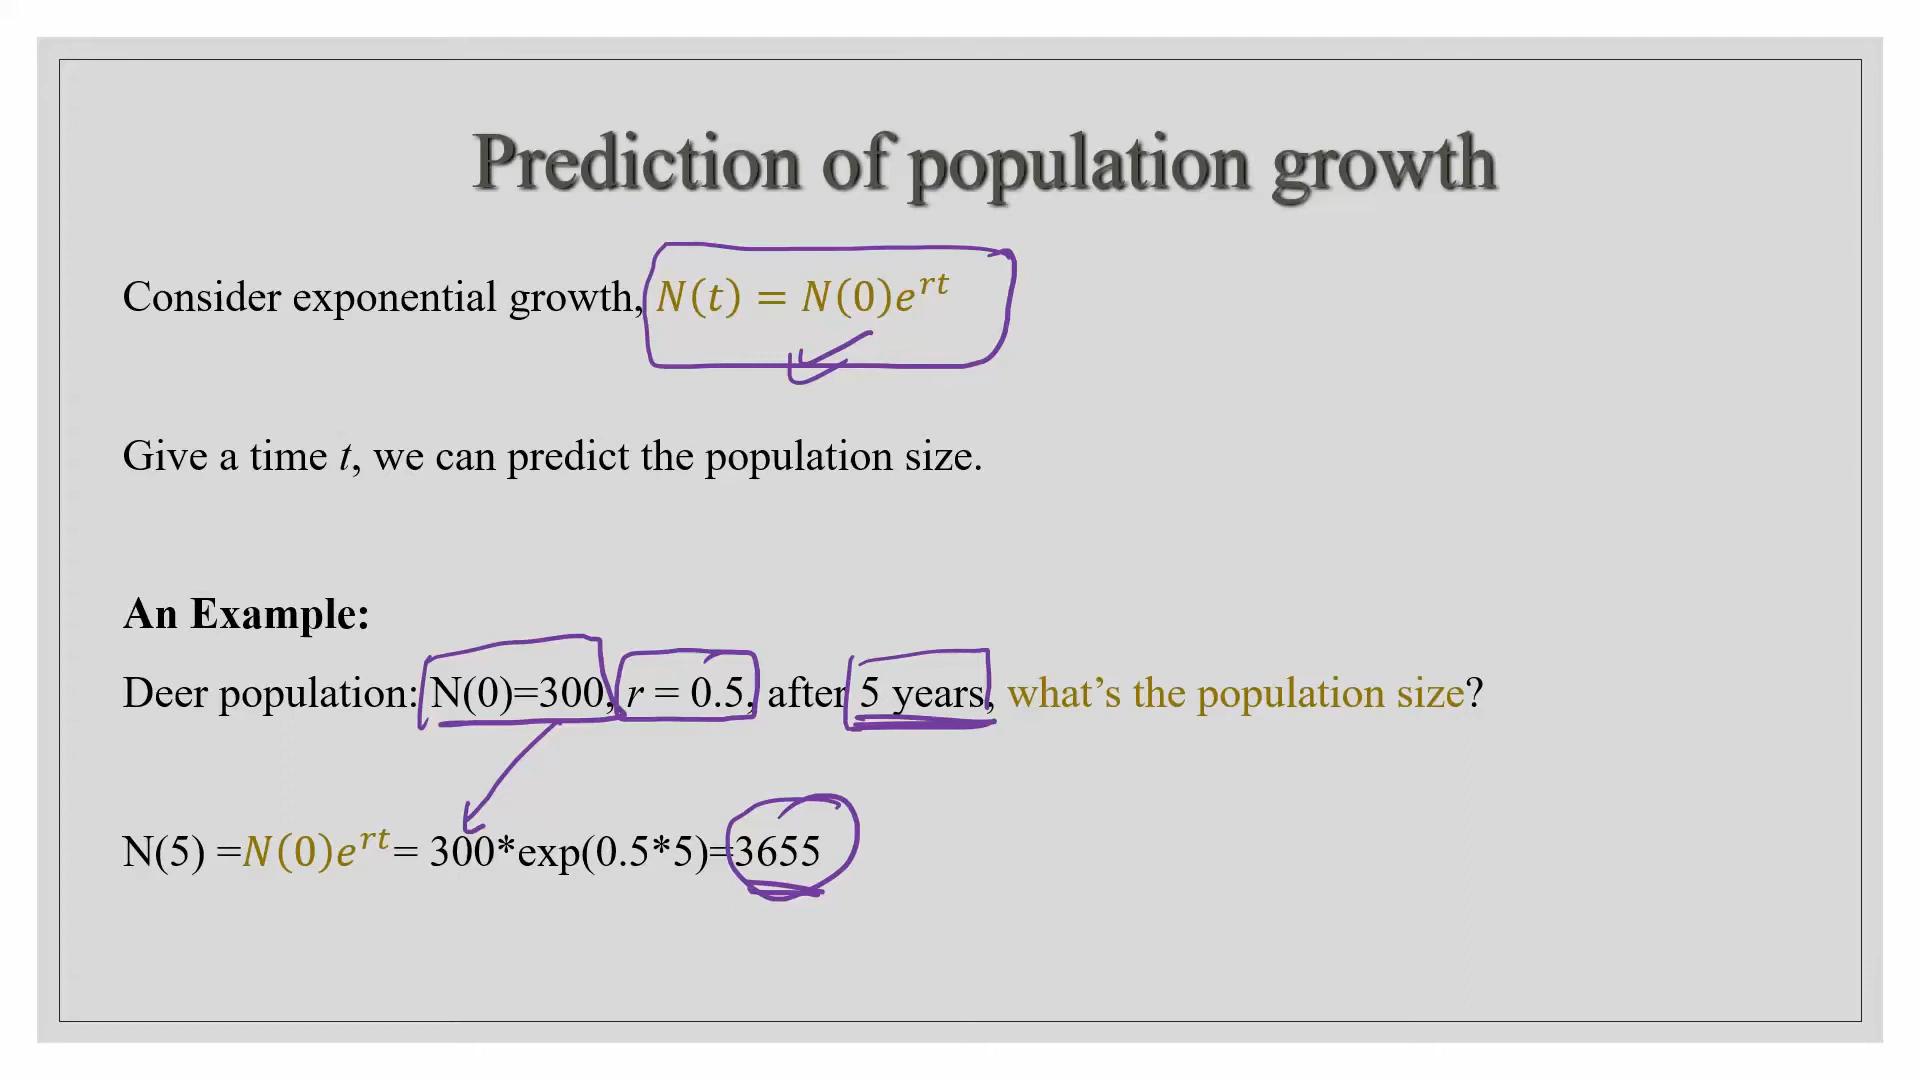 Prediction of population growth
Consider exponential growth, N(t) = N(0)e^{rt}
Give a time t, we can predict the population size.
An Example:
Deer population: N(0)=300, r = 0.5, after 5 years, what’s the population size?
N(5) =N(0)e^{rt}= 300*exp(0.5*5)=3655